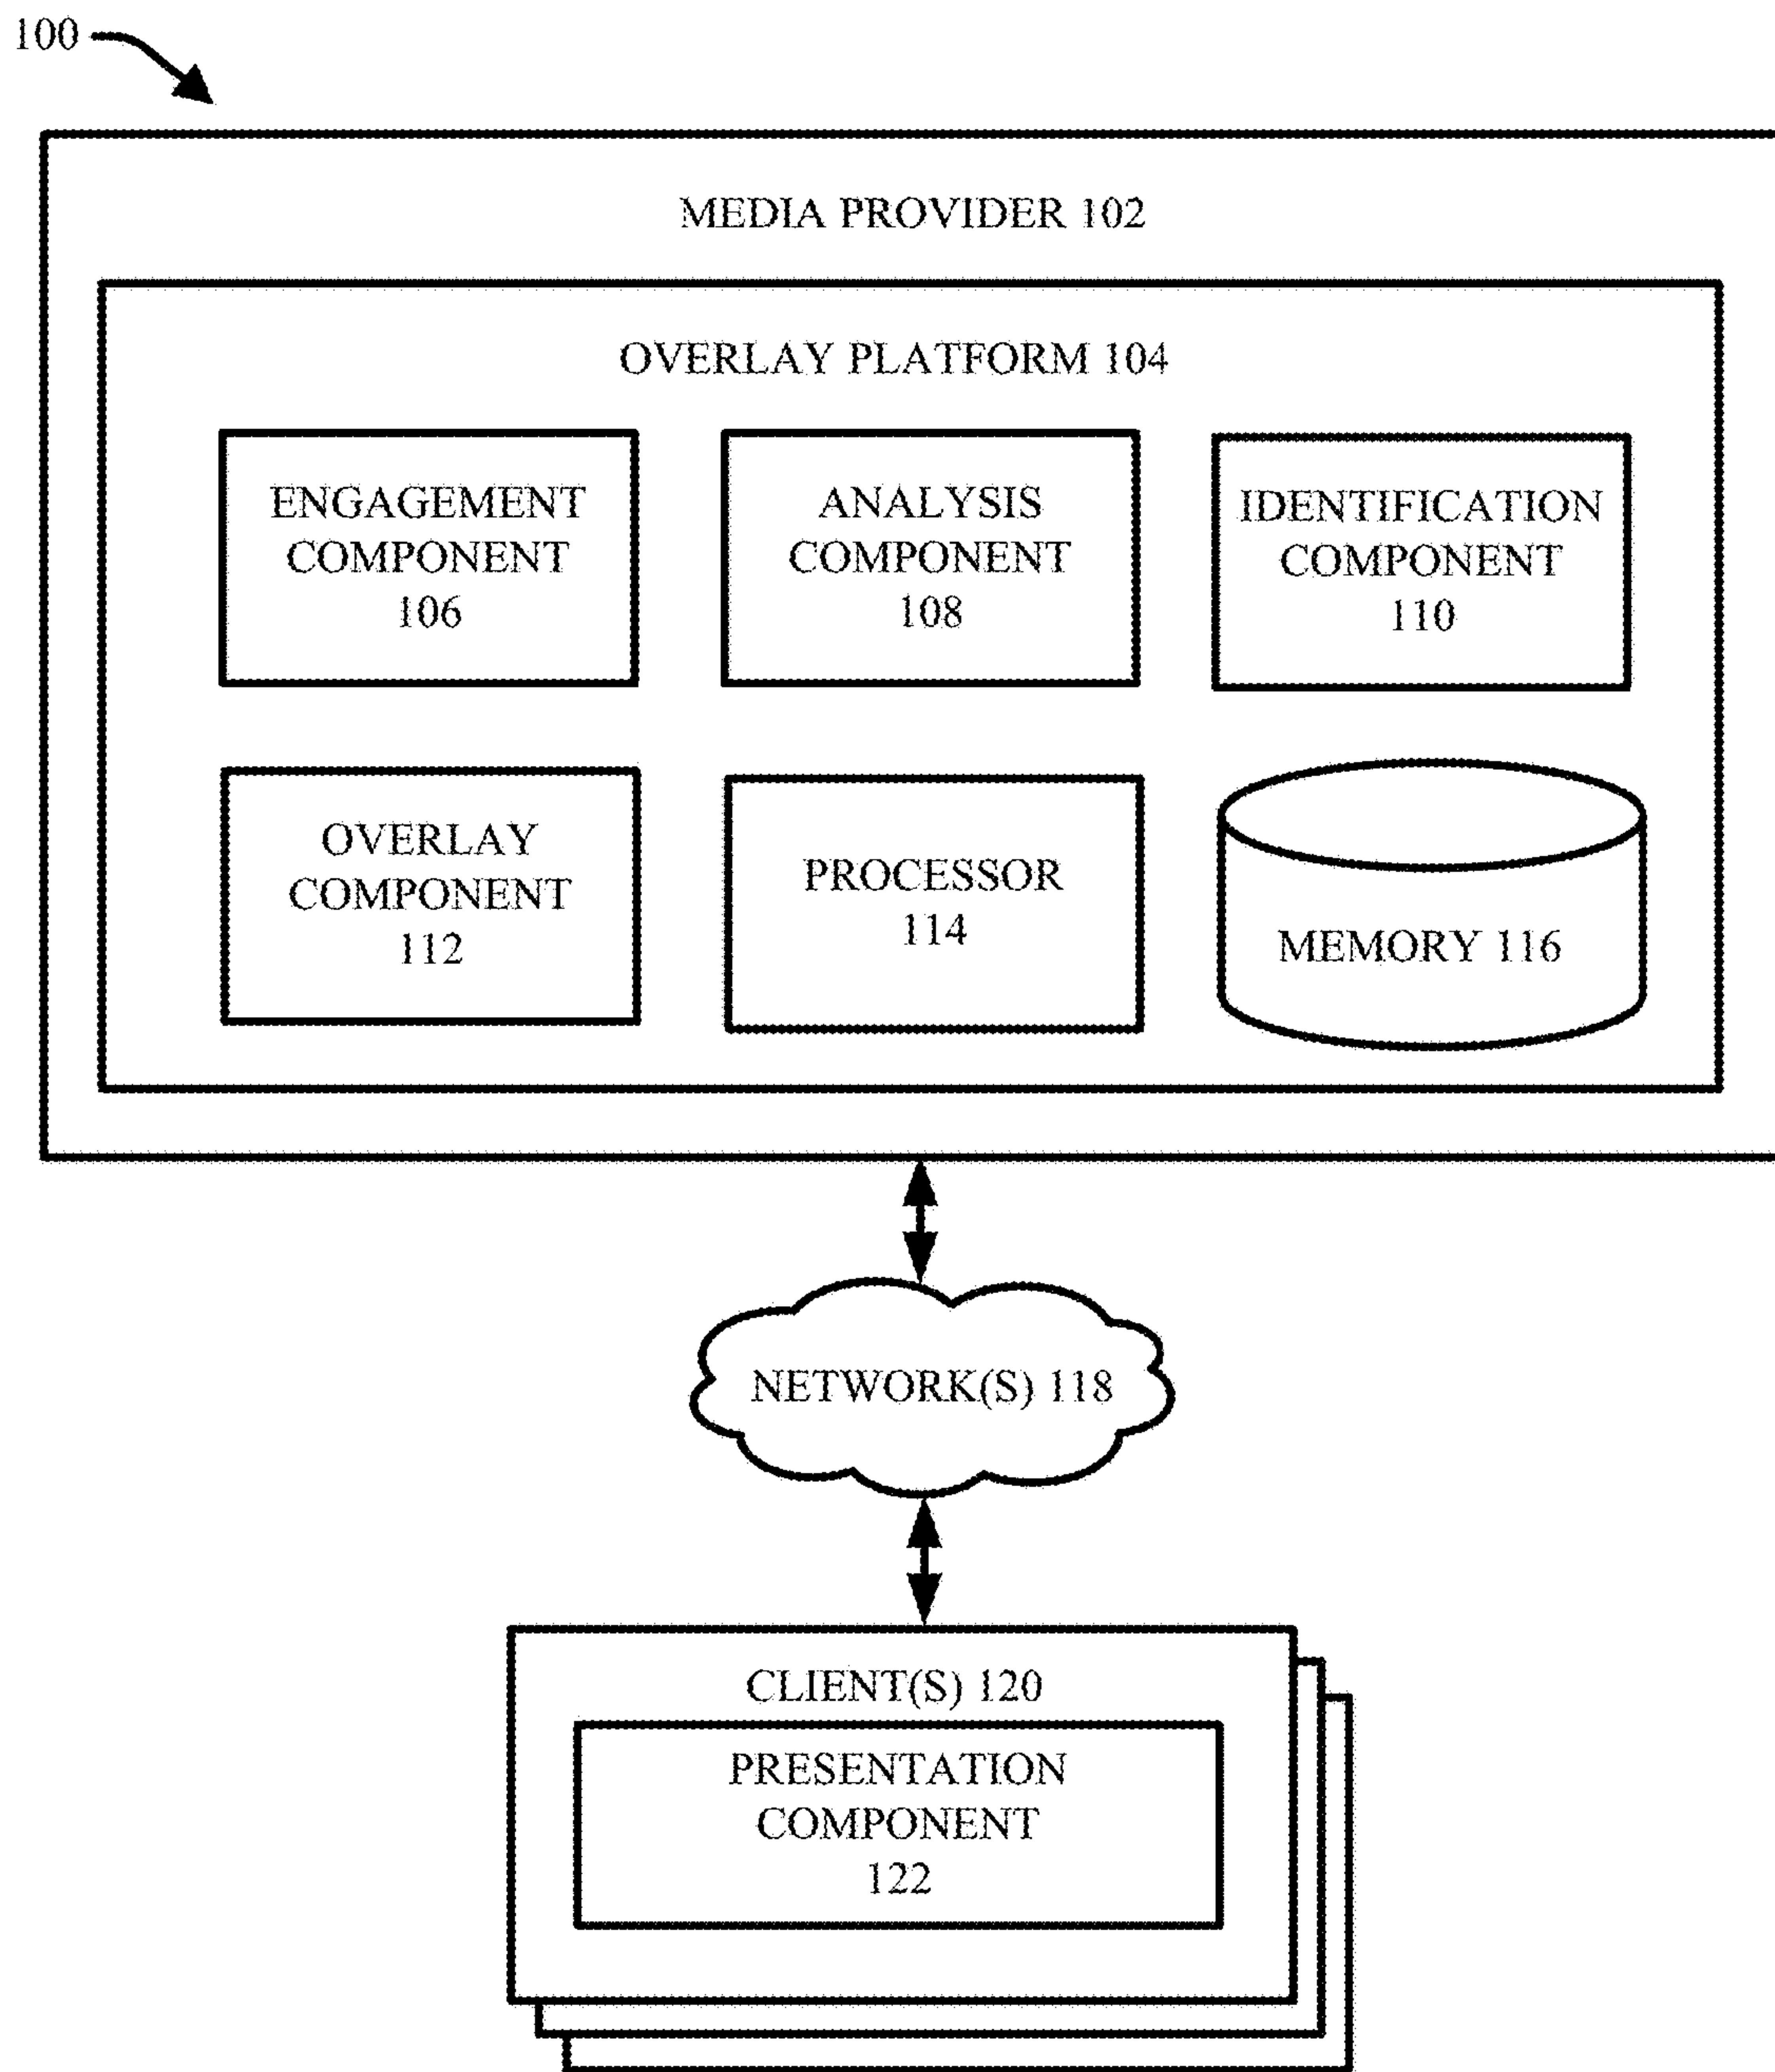 100
MEDIA PROVIDER 102
OVERLAY PLATFORM 104
ENGAGEMENT
COMPONENT
106
ANALYSIS
COMPONENT
108
IDENTIFICATION
COMPONENT
110
OVERLAY
COMPONENT
112
PROCESSOR
114
MEMORY 116
NETWORK(S) 118
CLIENT(S) 120
PRESENTATION
COMPONENT
122